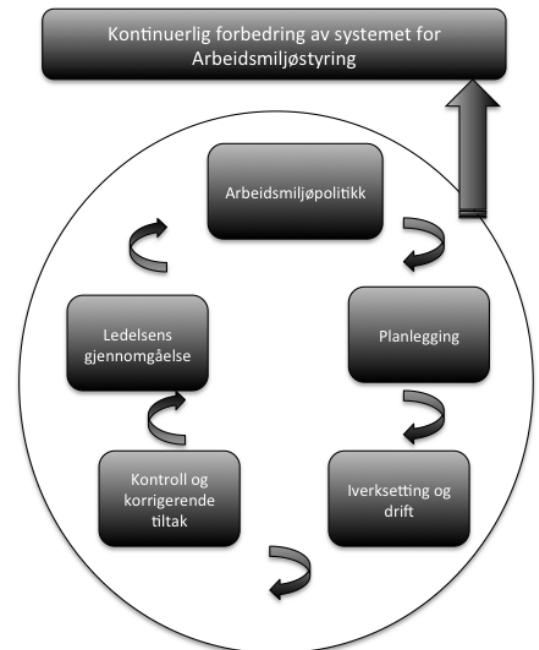 Kontinuerlig forbedring av systemet for
Arbeidsmiljøstyring
Arbeidsmiljøpolitikk
Planlegging
Iverksetting og
drift
Kontroll og
korrigerende
tiltak
Ledelsens
gjennomgåelse